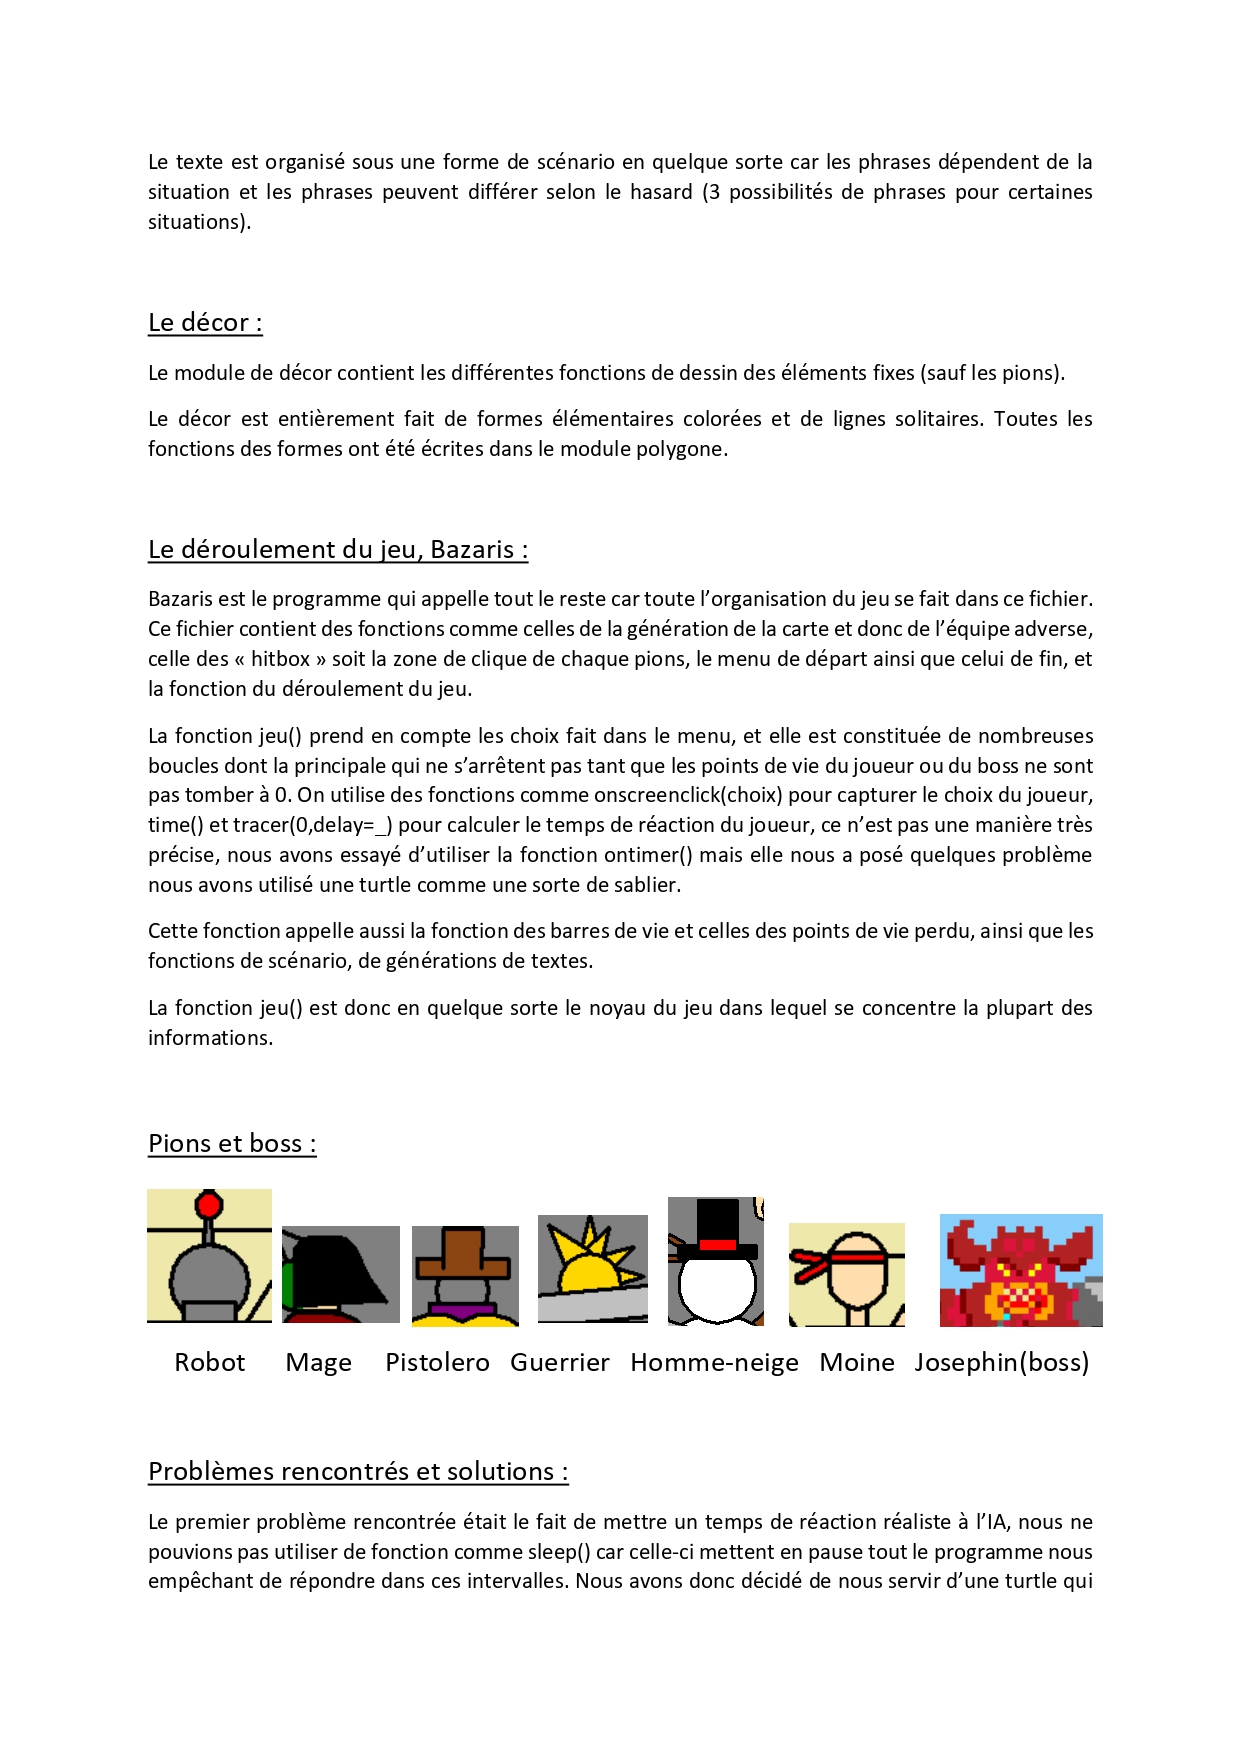 Le texte est organisé sous une forme de scénario en quelque sorte car les phrases dépendent de la
situation et les phrases peuvent différer selon le hasard (3 possibilités de phrases pour certaines
situations).
Le décor :
Le module de décor contient les différentes fonctions de dessin des éléments fixes (sauf les pions).
Le décor est entièrement fait de formes élémentaires colorées et de lignes solitaires. Toutes les
fonctions des formes ont été écrites dans le module polygone.
Le déroulement du jeu, Bazaris :
Bazaris est le programme qui appelle tout le reste car toute l’organisation du jeu se fait dans ce fichier.
Ce fichier contient des fonctions comme celles de la génération de la carte et donc de l’équipe adverse,
celle des « hitbox » soit la zone de clique de chaque pions, le menu de départ ainsi que celui de fin, et
la fonction du déroulement du jeu.
La fonction jeu() prend en compte les choix fait dans le menu, et elle est constituée de nombreuses
boucles dont la principale qui ne s’arrêtent pas tant que les points de vie du joueur ou du boss ne sont
pas tomber à 0. On utilise des fonctions comme onscreenclick(choix) pour capturer le choix du joueur,
time() et tracer(0,delay=_) pour calculer le temps de réaction du joueur, ce n’est pas une manière très
précise, nous avons essayé d’utiliser la fonction ontimer() mais elle nous a posé quelques problème
nous avons utilisé une turtle comme une sorte de sablier.
Cette fonction appelle aussi la fonction des barres de vie et celles des points de vie perdu, ainsi que les
fonctions de scénario, de générations de textes.
La fonction jeu() est donc en quelque sorte le noyau du jeu dans lequel se concentre la plupart des
informations.
Pions et boss :
Robot Mage Pistolero Guerrier Homme-neige Moine Josephin(boss)
Problèmes rencontrés et solutions :
Le premier problème rencontrée était le fait de mettre un temps de réaction réaliste à l’IA, nous ne
pouvions pas utiliser de fonction comme sleep() car celle-ci mettent en pause tout le programme nous
empêchant de répondre dans ces intervalles. Nous avons donc décidé de nous servir d’une turtle qui